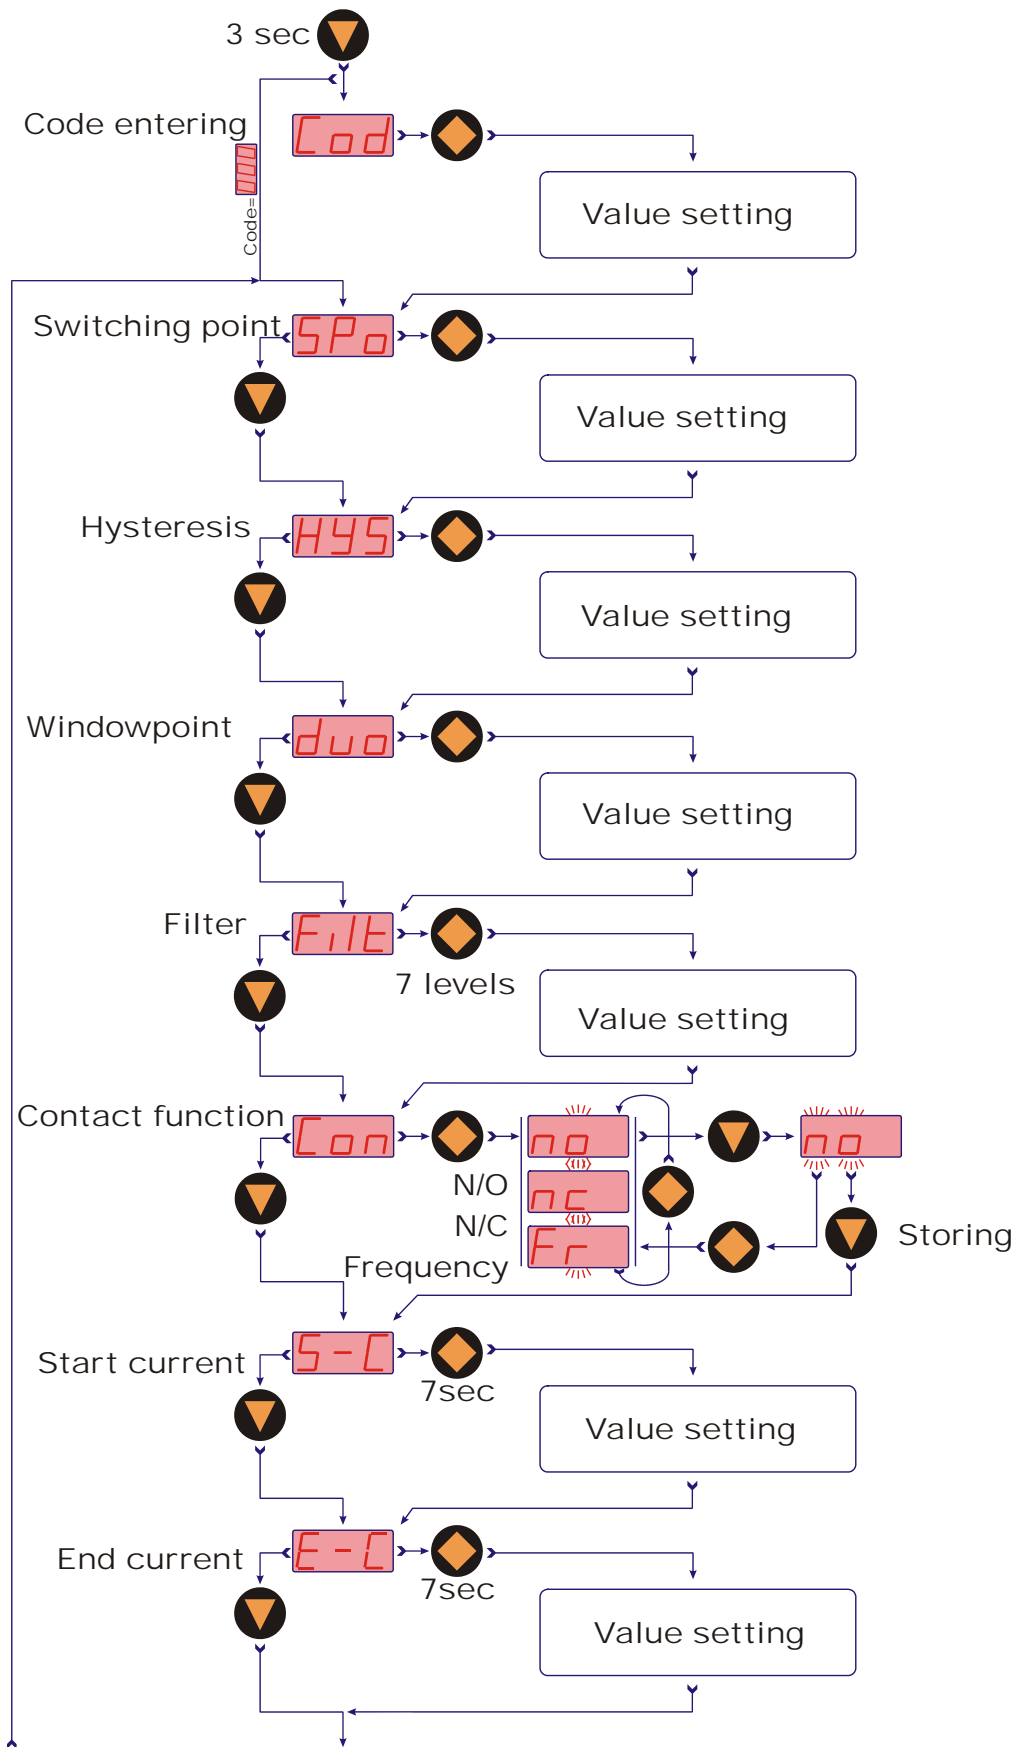 3 sec
Code entering
Cod
Code=000
Value setting
Switching point
SPo
Value setting
Hysteresis
HYS
Value setting
Windowpoint
duo
Value setting
Filter
Filt
7 levels
Value setting
Contact function
Con
no
no
N/O
nc
N/C
Storing
Fr
Frequency
Start current
S-C
7sec
Value setting
End current
E-C
7sec
Value setting